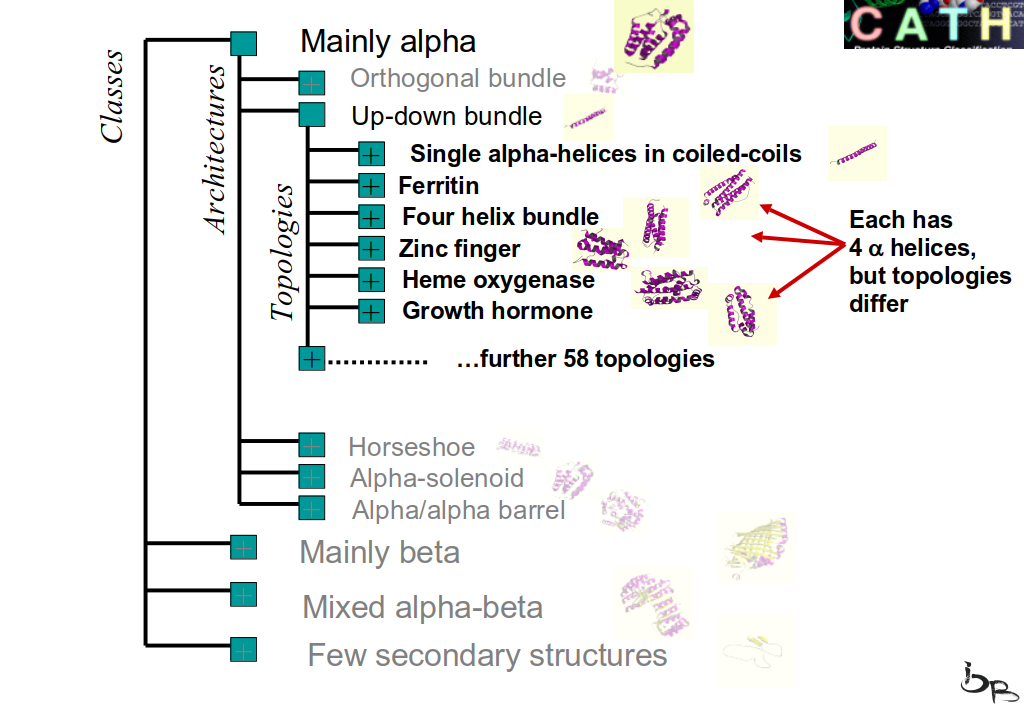 Classes
Architectures
Topologies
CATH
Protein Structure Classification
Mainly alpha
Orthogonal bundle
Up-down bundle
Single alpha-helices in coiled-coils
Ferritin
Four helix bundle
Zinc finger
Heme oxygenase
Growth hormone
…further 58 topologies
Each has
4 α helices,
but topologies
differ
Horseshoe
Alpha-solenoid
Alpha/alpha barrel
Mainly beta
Mixed alpha-beta
Few secondary structures